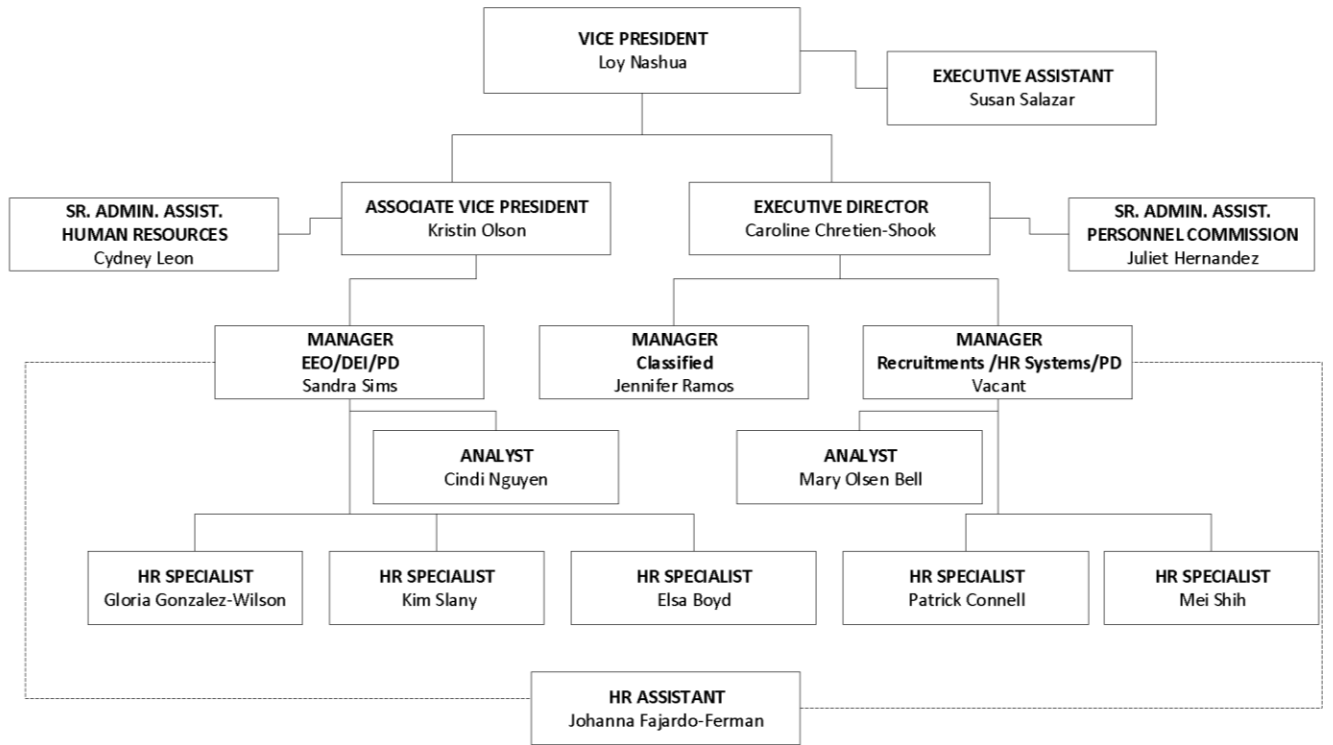 VICE PRESIDENT
Loy Nashua
EXECUTIVE ASSISTANT
Susan Salazar
SR. ADMIN. ASSIST.
HUMAN RESOURCES
Cydney Leon
ASSOCIATE VICE PRESIDENT
Kristin Olson
EXECUTIVE DIRECTOR
Caroline Chretien-Shook
SR. ADMIN. ASSIST.
PERSONNEL COMMISSION
Juliet Hernandez
MANAGER
EEO/DEI/PD
Sandra Sims
MANAGER
Classified
Jennifer Ramos
MANAGER
Recruitments /HR Systems/PD
Vacant
ANALYST
Cindi Nguyen
ANALYST
Mary Olsen Bell
HR SPECIALIST
Gloria Gonzalez-Wilson
HR SPECIALIST
Kim Slany
HR SPECIALIST
Elsa Boyd
HR SPECIALIST
Patrick Connell
HR SPECIALIST
Mei Shih
HR ASSISTANT
Johanna Fajardo-Ferman